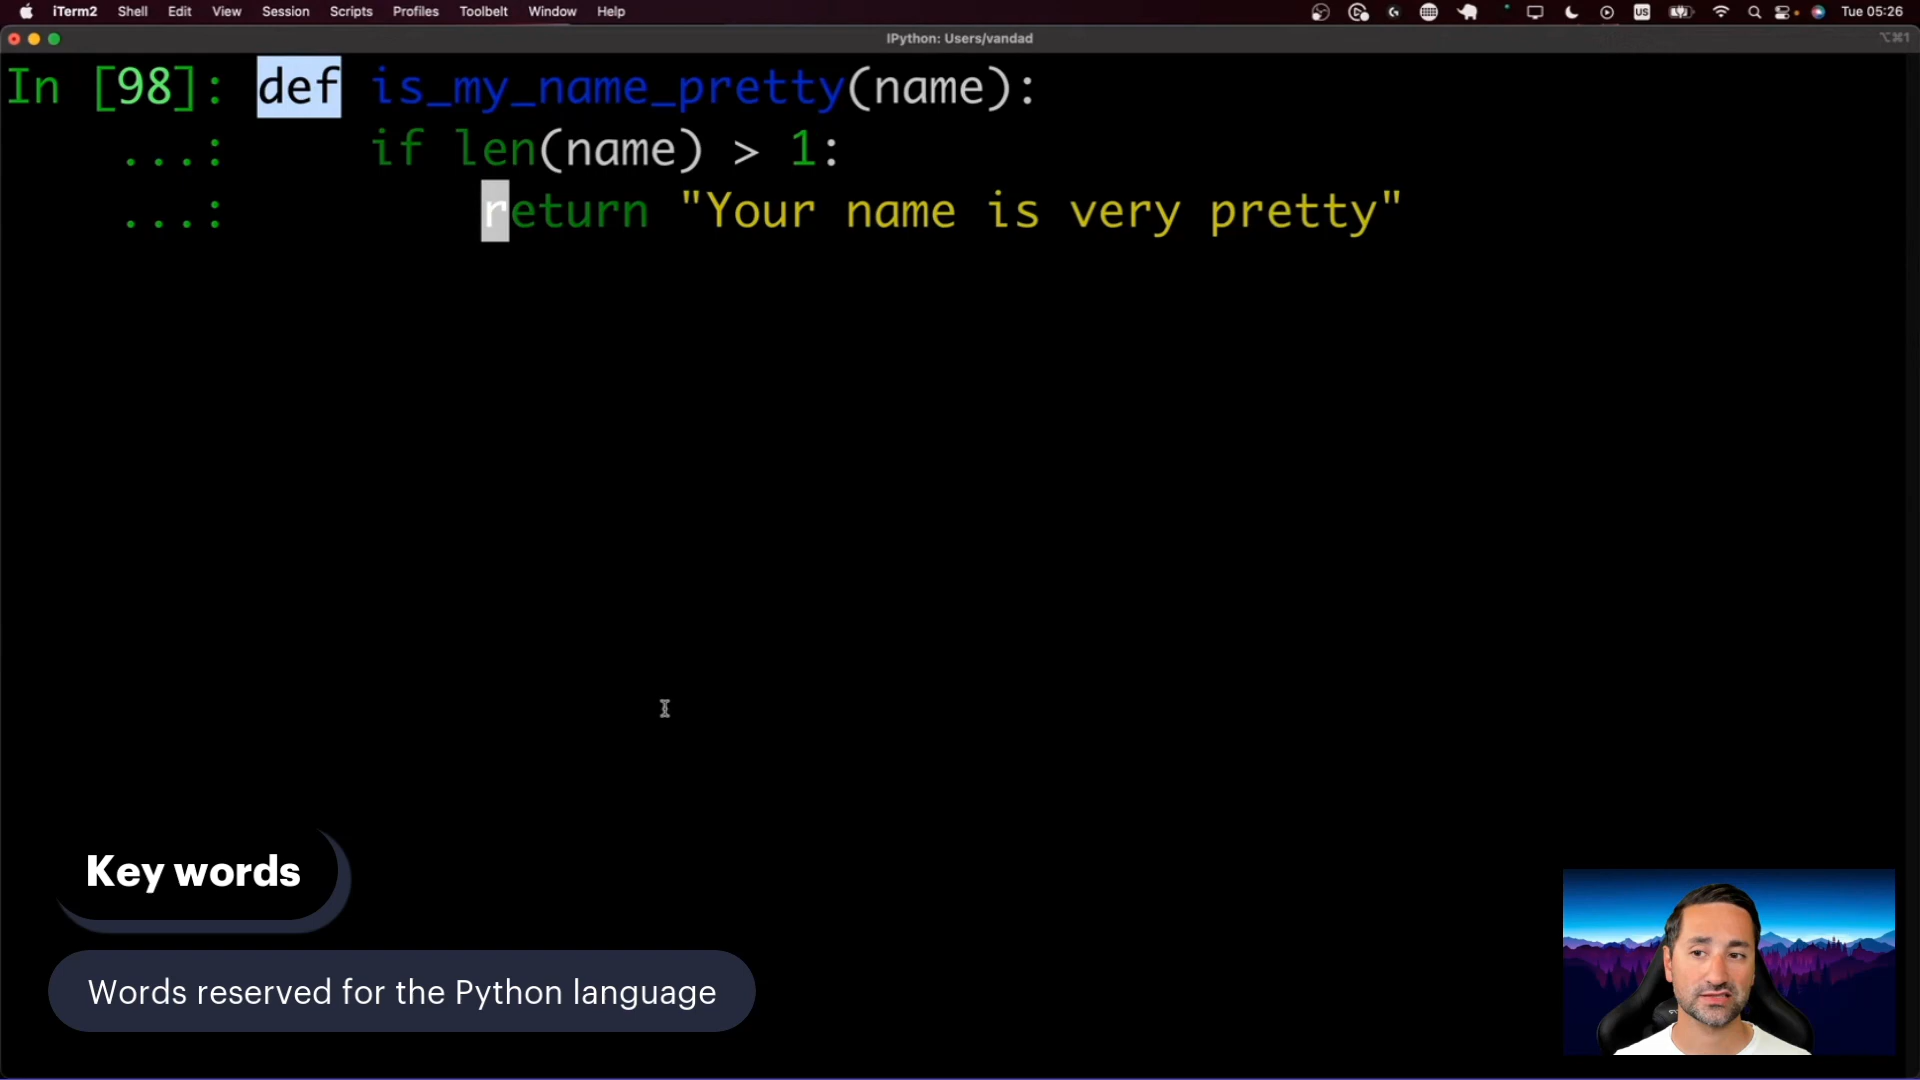 iTerm2 Shell Edit View Session Scripts Profiles Toolbelt Window Help US Tue 05:26
IPython: Users/vandad ⌥⌘1
In [98]: def is_my_name_pretty(name):
...: if len(name) > 1:
...: return "Your name is very pretty"
Key words
Words reserved for the Python language